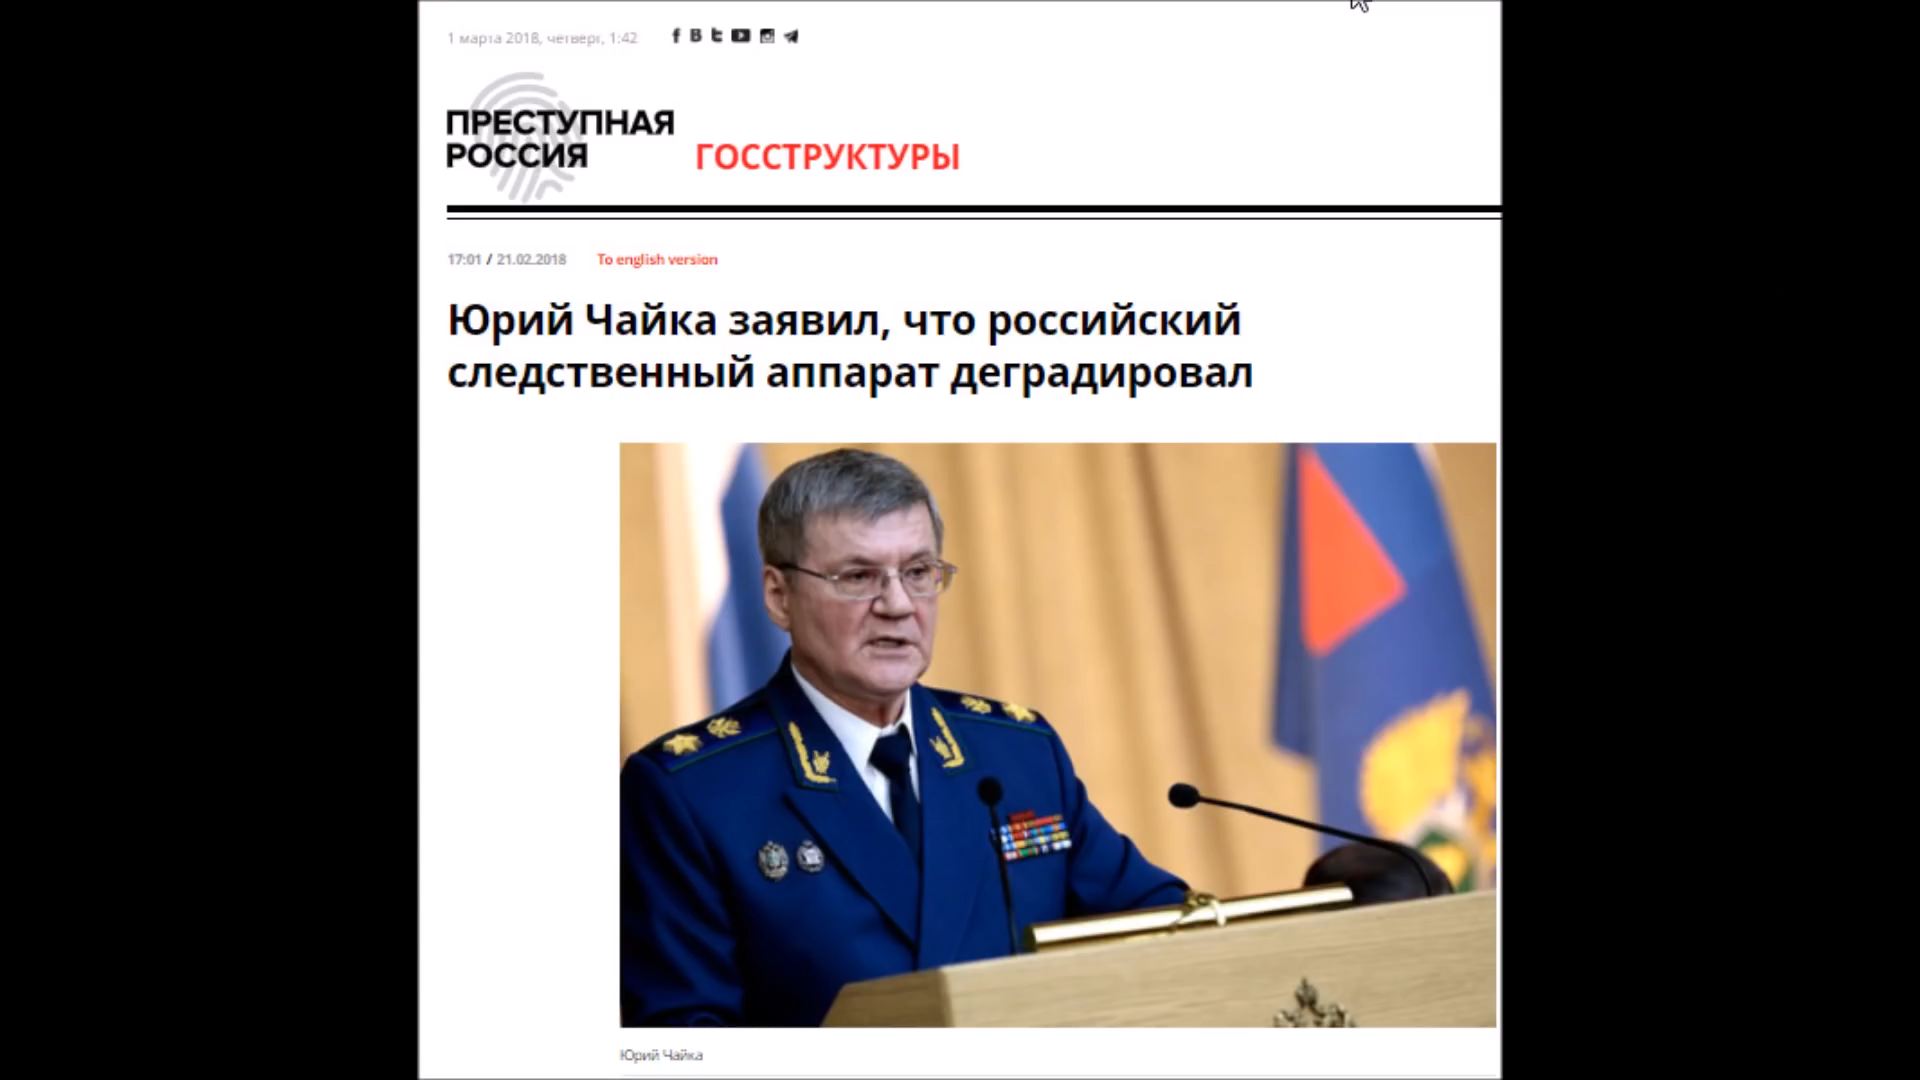 1 марта 2018, четверг, 1:42
ПРЕСТУПНАЯ
РОССИЯ
ГОССТРУКТУРЫ
17:01 / 21.02.2018 To english version
Юрий Чайка заявил, что российский
следственный аппарат деградировал
Юрий Чайка